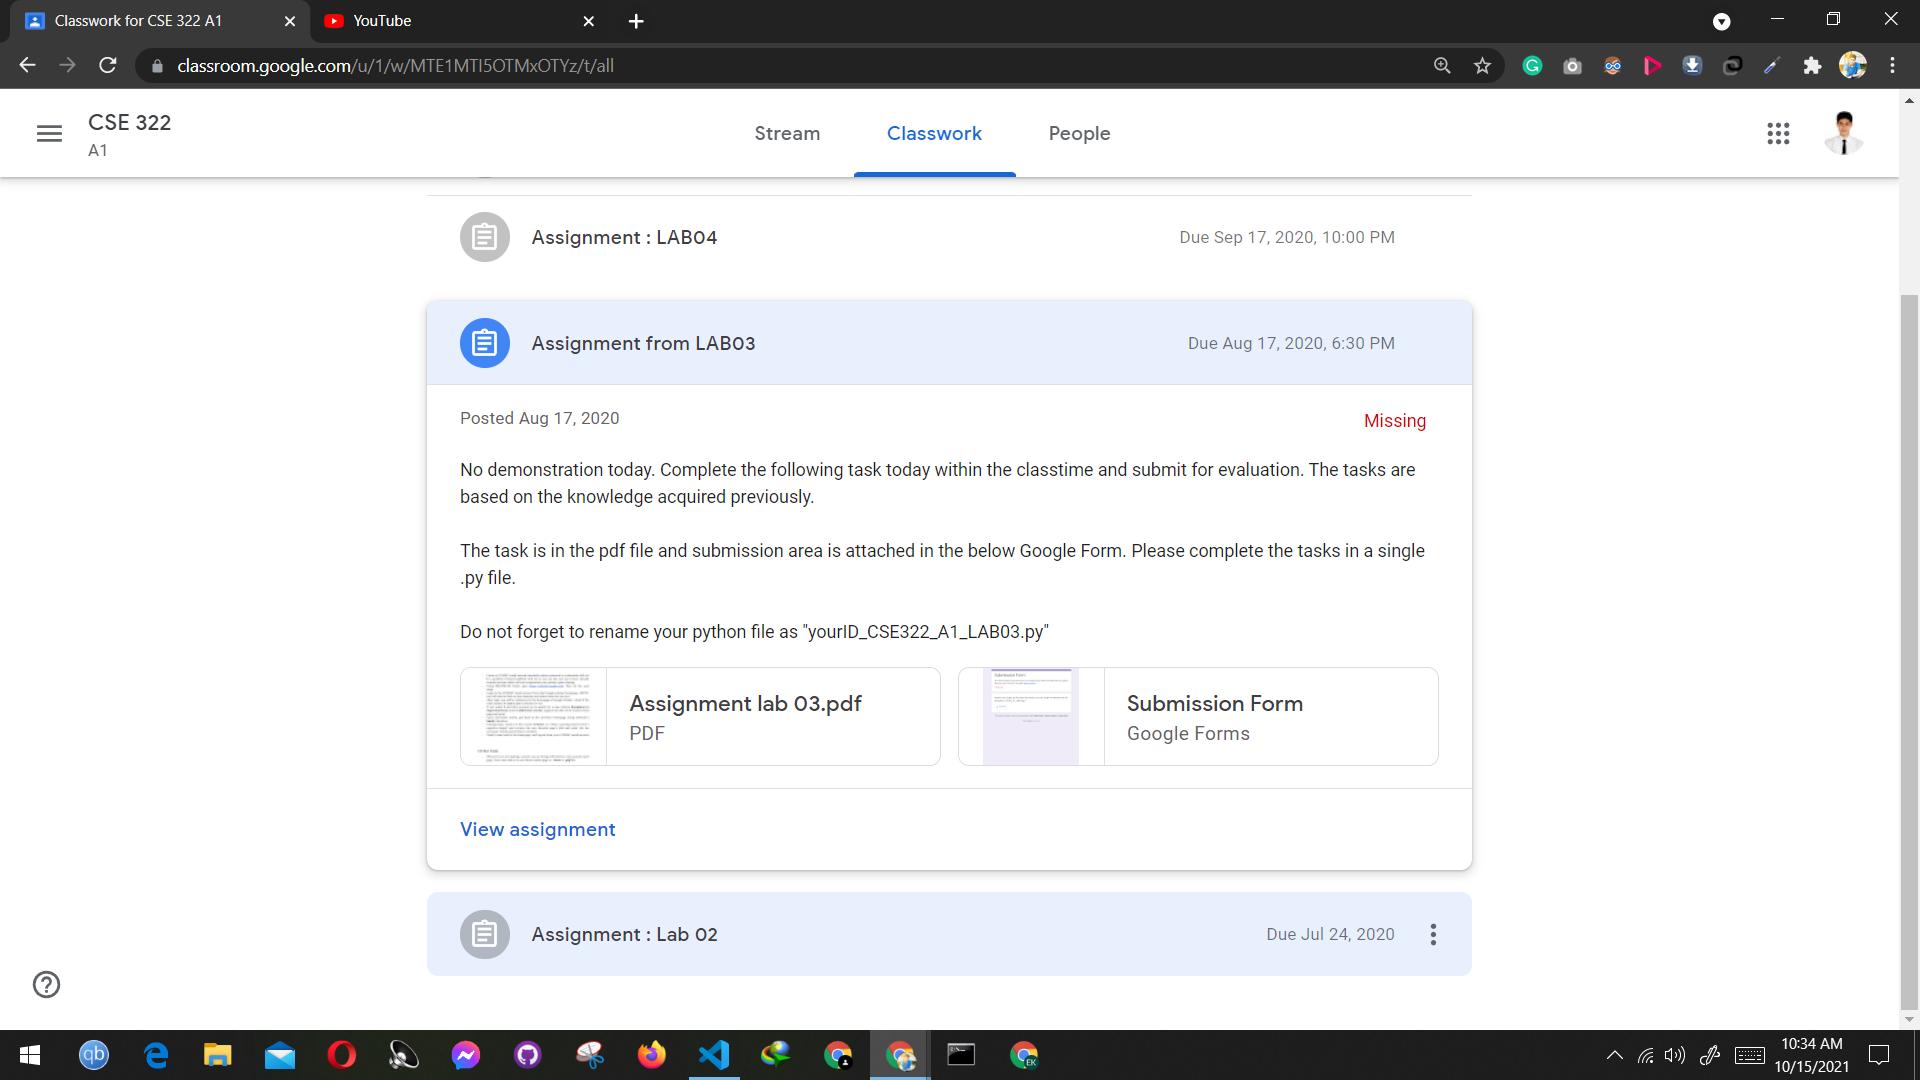 Classwork for CSE 322 A1
YouTube
classroom.google.com/u/1/w/MTE1MTI5OTMxOTYz/t/all
CSE 322
A1
Stream
Classwork
People
Assignment : LAB04
Due Sep 17, 2020, 10:00 PM
Assignment from LAB03
Due Aug 17, 2020, 6:30 PM
Posted Aug 17, 2020
Missing
No demonstration today. Complete the following task today within the classtime and submit for evaluation. The tasks are
based on the knowledge acquired previously.
The task is in the pdf file and submission area is attached in the below Google Form. Please complete the tasks in a single
.py file.
Do not forget to rename your python file as "yourID_CSE322_A1_LAB03.py"
Assignment lab 03.pdf
PDF
Submission Form
Google Forms
View assignment
Assignment : Lab 02
Due Jul 24, 2020
qb
EK
10:34 AM
10/15/2021